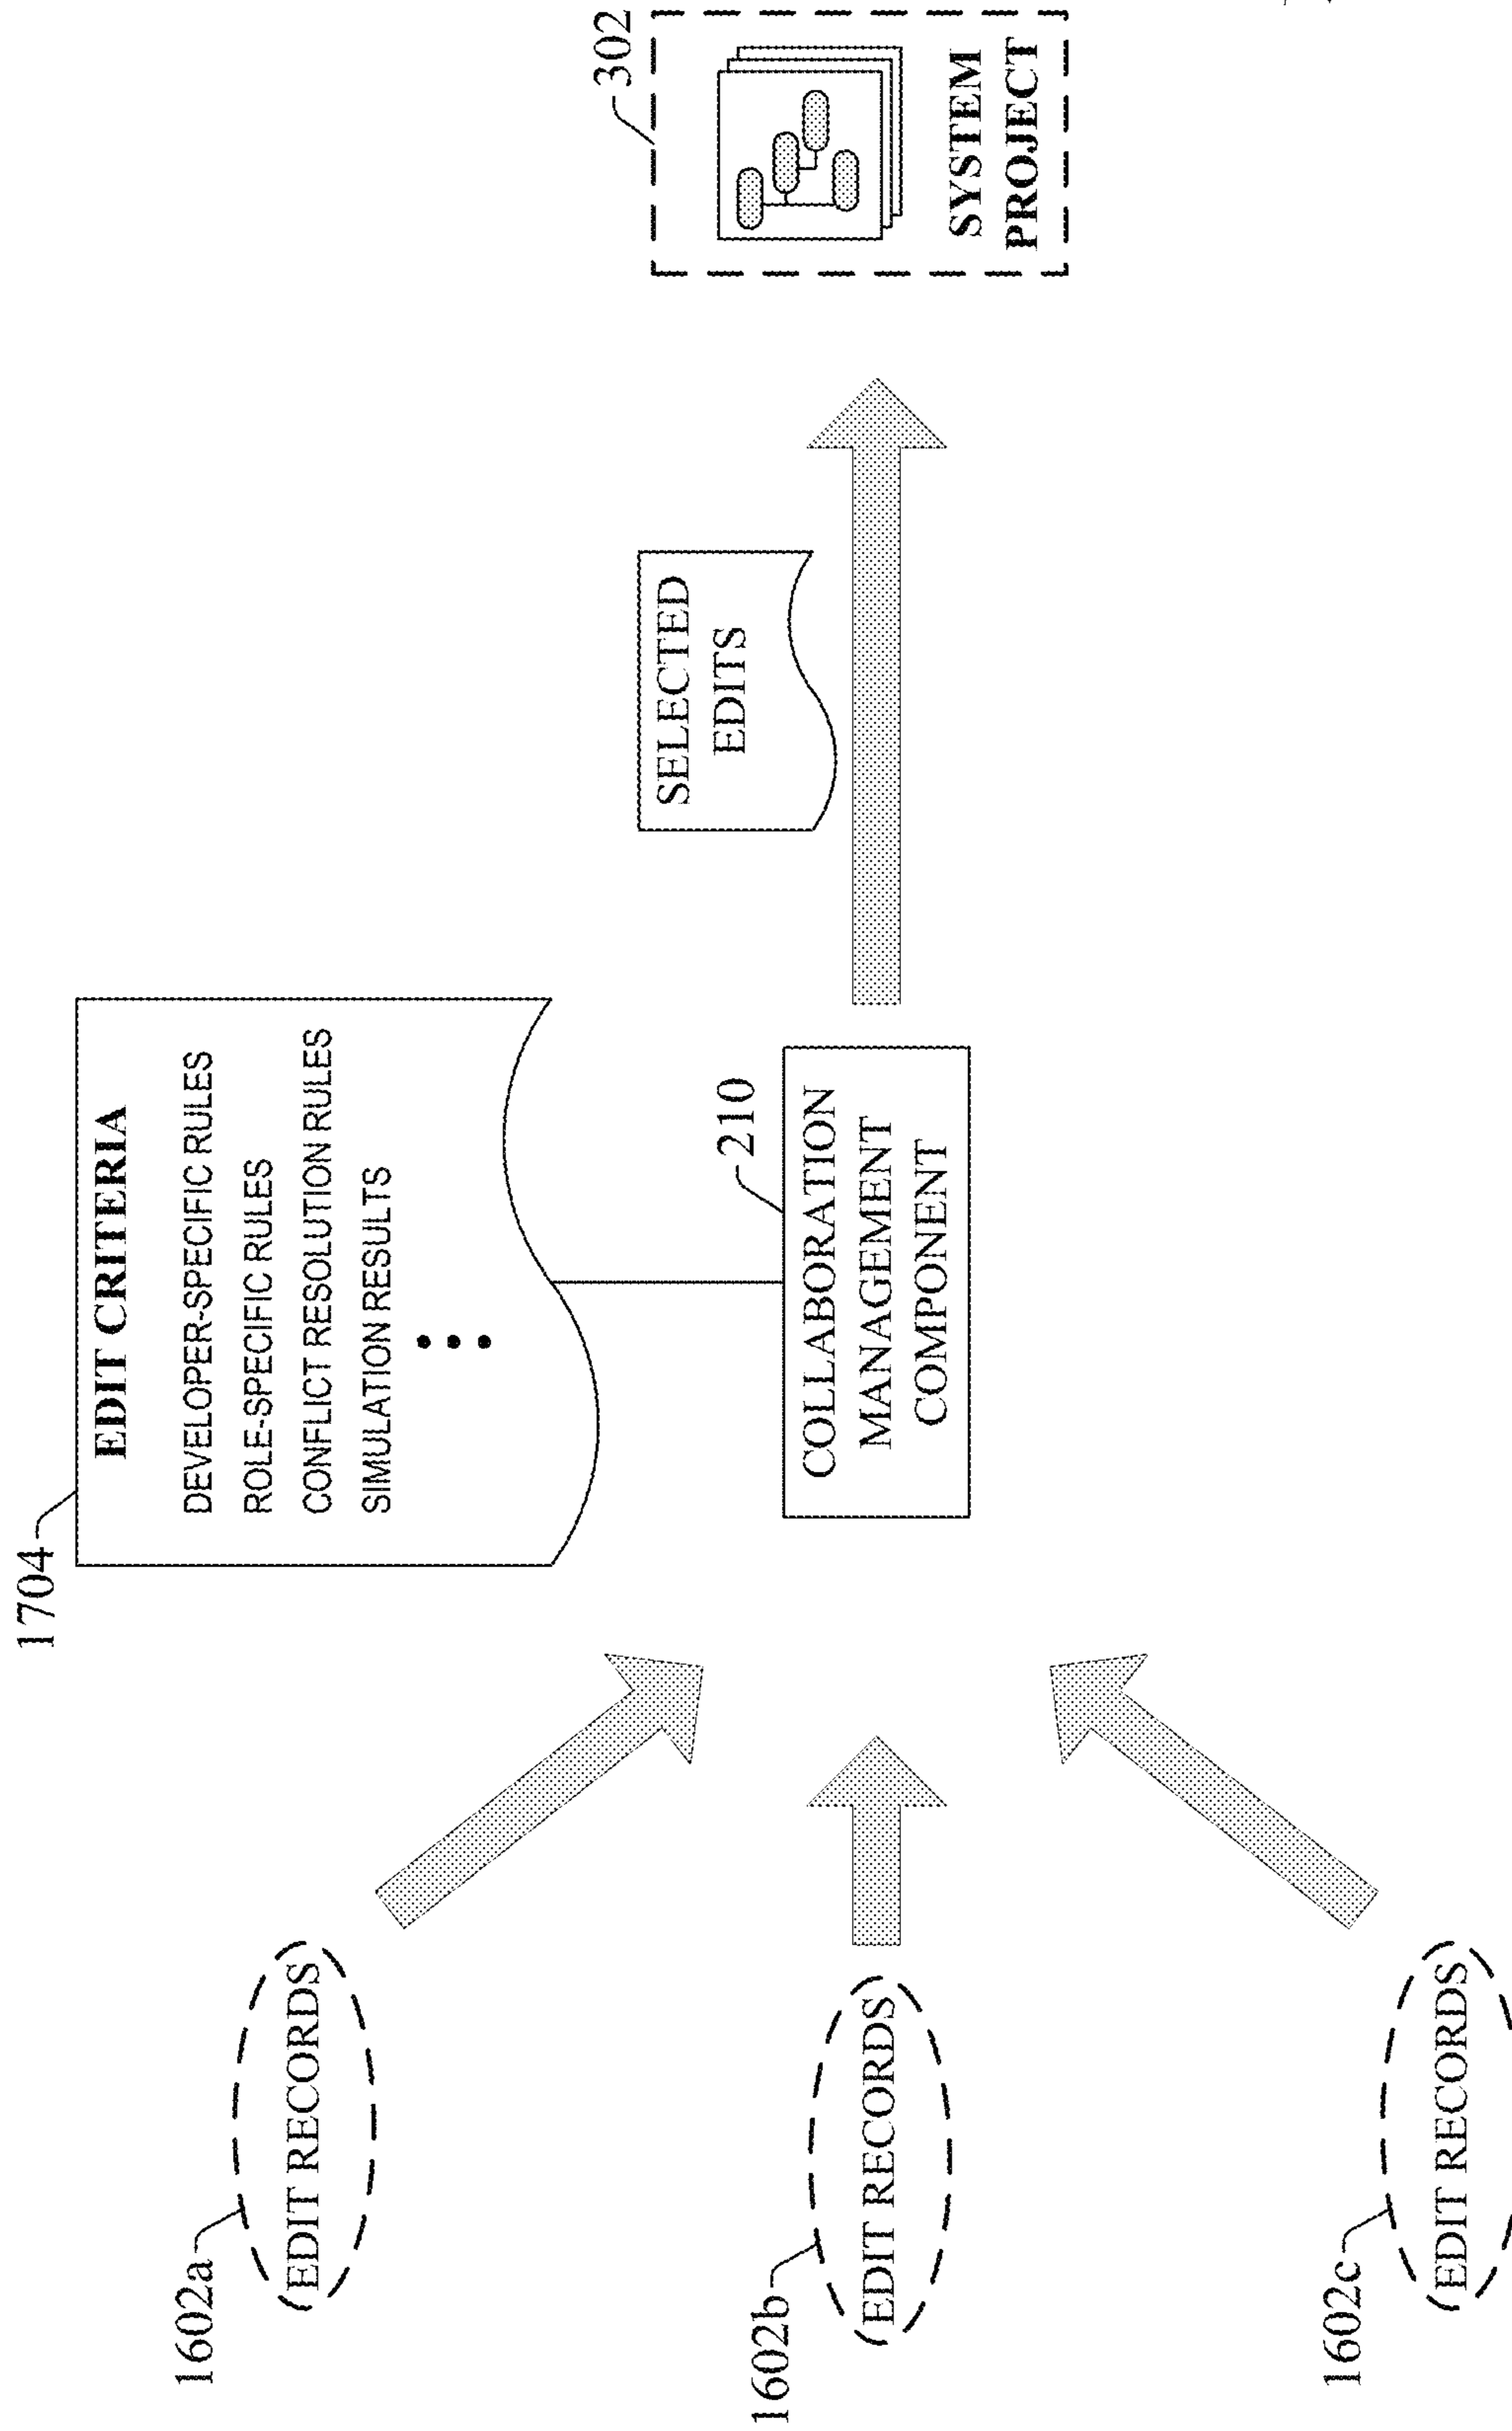 1704
EDIT CRITERIA
DEVELOPER-SPECIFIC RULES
ROLE-SPECIFIC RULES
CONFLICT RESOLUTION RULES
SIMULATION RESULTS
1602a
EDIT RECORDS
1602b
EDIT RECORDS
1602c
EDIT RECORDS
210
COLLABORATION
MANAGEMENT
COMPONENT
SELECTED
EDITS
302
SYSTEM
PROJECT